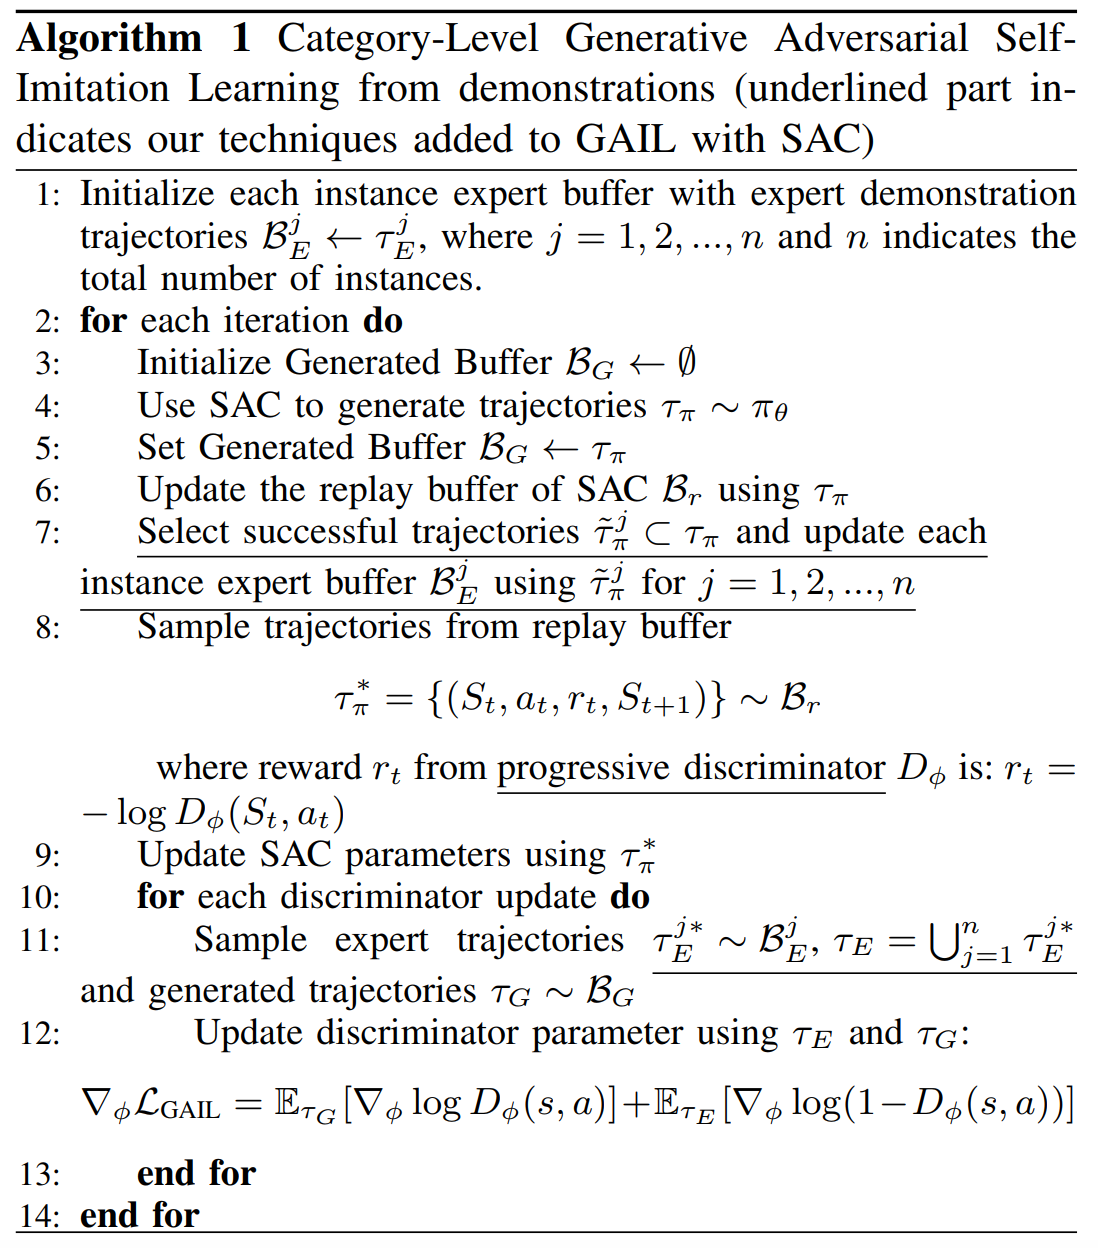 Algorithm 1 Category-Level Generative Adversarial Self-
Imitation Learning from demonstrations (underlined part in-
dicates our techniques added to GAIL with SAC)
1: Initialize each instance expert buffer with expert demonstration
trajectories $\mathcal{B}_E^j \leftarrow \tau_E^j$, where $j = 1, 2, ..., n$ and $n$ indicates the
total number of instances.
2: for each iteration do
3: Initialize Generated Buffer $\mathcal{B}_G \leftarrow \emptyset$
4: Use SAC to generate trajectories $\tau_\pi \sim \pi_\theta$
5: Set Generated Buffer $\mathcal{B}_G \leftarrow \tau_\pi$
6: Update the replay buffer of SAC $\mathcal{B}_r$ using $\tau_\pi$
7: Select successful trajectories $\tilde{\tau}_\pi^j \subset \tau_\pi$ and update each
instance expert buffer $\mathcal{B}_E^j$ using $\tilde{\tau}_\pi^j$ for $j = 1, 2, ..., n$
8: Sample trajectories from replay buffer
$\tau_\pi^* = \{(S_t, a_t, r_t, S_{t+1})\} \sim \mathcal{B}_r$
where reward $r_t$ from progressive discriminator $D_\phi$ is: $r_t =$
$-\log D_\phi(S_t, a_t)$
9: Update SAC parameters using $\tau_\pi^*$
10: for each discriminator update do
11: Sample expert trajectories $\tau_E^{j*} \sim \mathcal{B}_E^j$, $\tau_E = \bigcup_{j=1}^n \tau_E^{j*}$
and generated trajectories $\tau_G \sim \mathcal{B}_G$
12: Update discriminator parameter using $\tau_E$ and $\tau_G$:
$\nabla_\phi \mathcal{L}_{\text{GAIL}} = \mathbb{E}_{\tau_G}[\nabla_\phi \log D_\phi(s, a)] + \mathbb{E}_{\tau_E}[\nabla_\phi \log(1 - D_\phi(s, a))]$
13: end for
14: end for